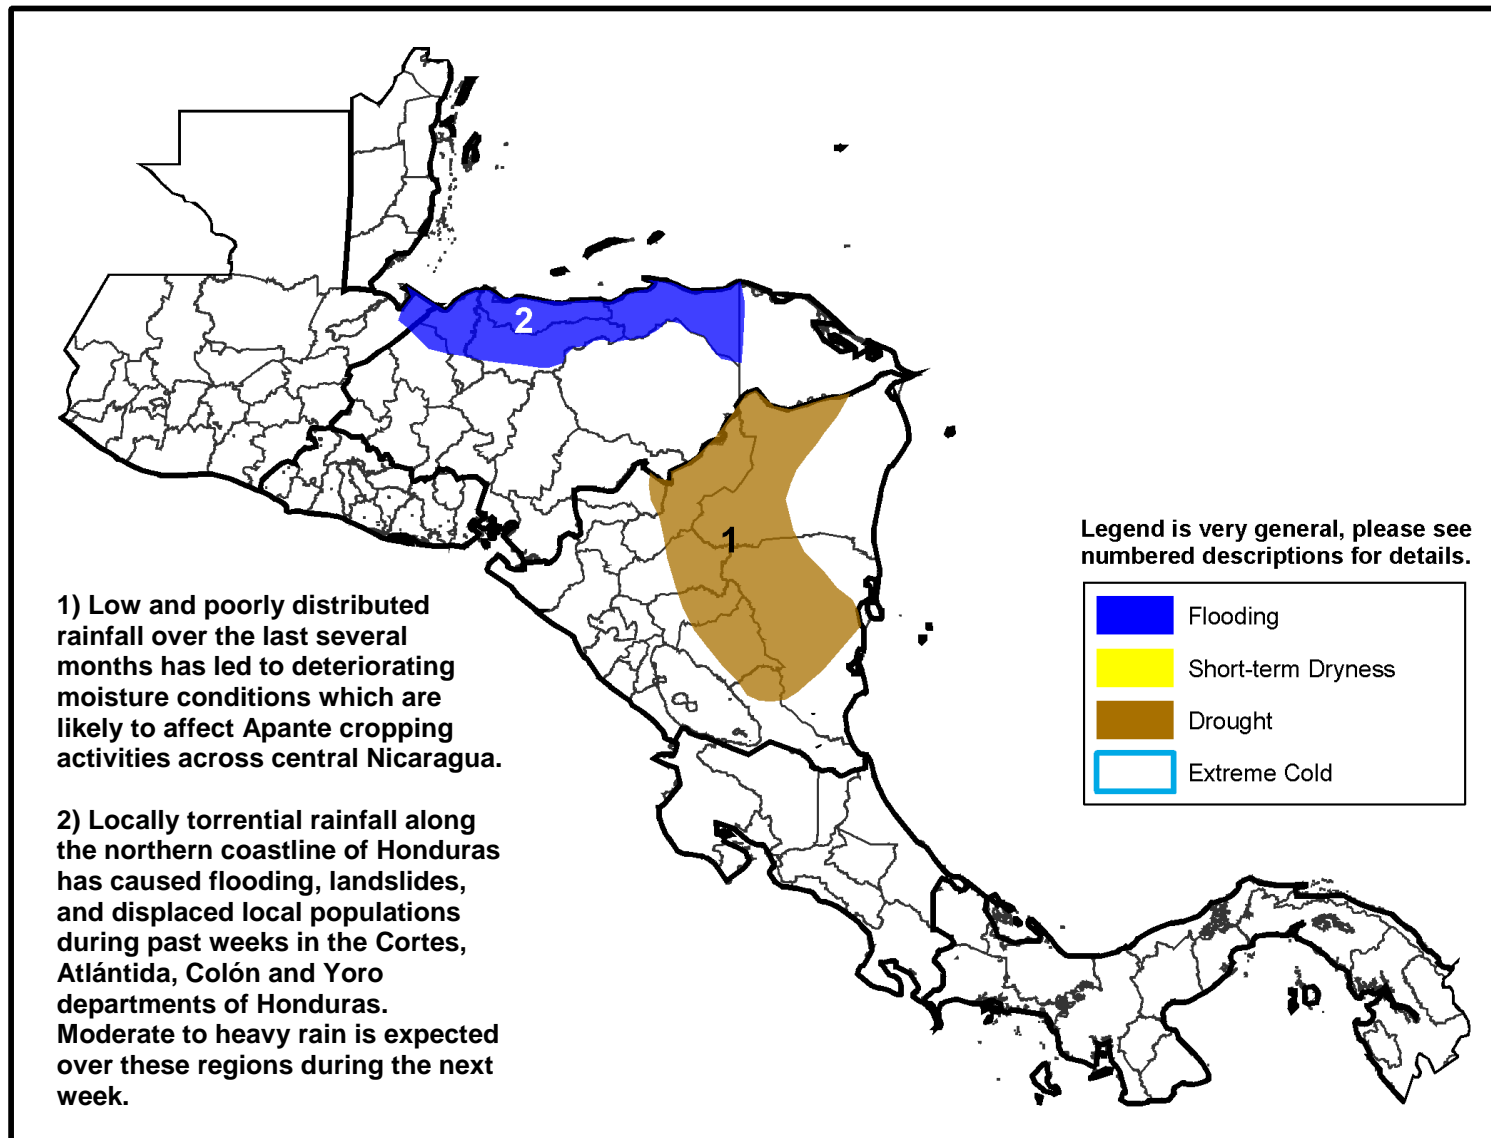 2
1
Legend is very general, please see
numbered descriptions for details.
Flooding
Short-term Dryness
Drought
Extreme Cold
1) Low and poorly distributed
rainfall over the last several
months has led to deteriorating
moisture conditions which are
likely to affect Apante cropping
activities across central Nicaragua.
2) Locally torrential rainfall along
the northern coastline of Honduras
has caused flooding, landslides,
and displaced local populations
during past weeks in the Cortes,
Atlántida, Colón and Yoro
departments of Honduras.
Moderate to heavy rain is expected
over these regions during the next
week.